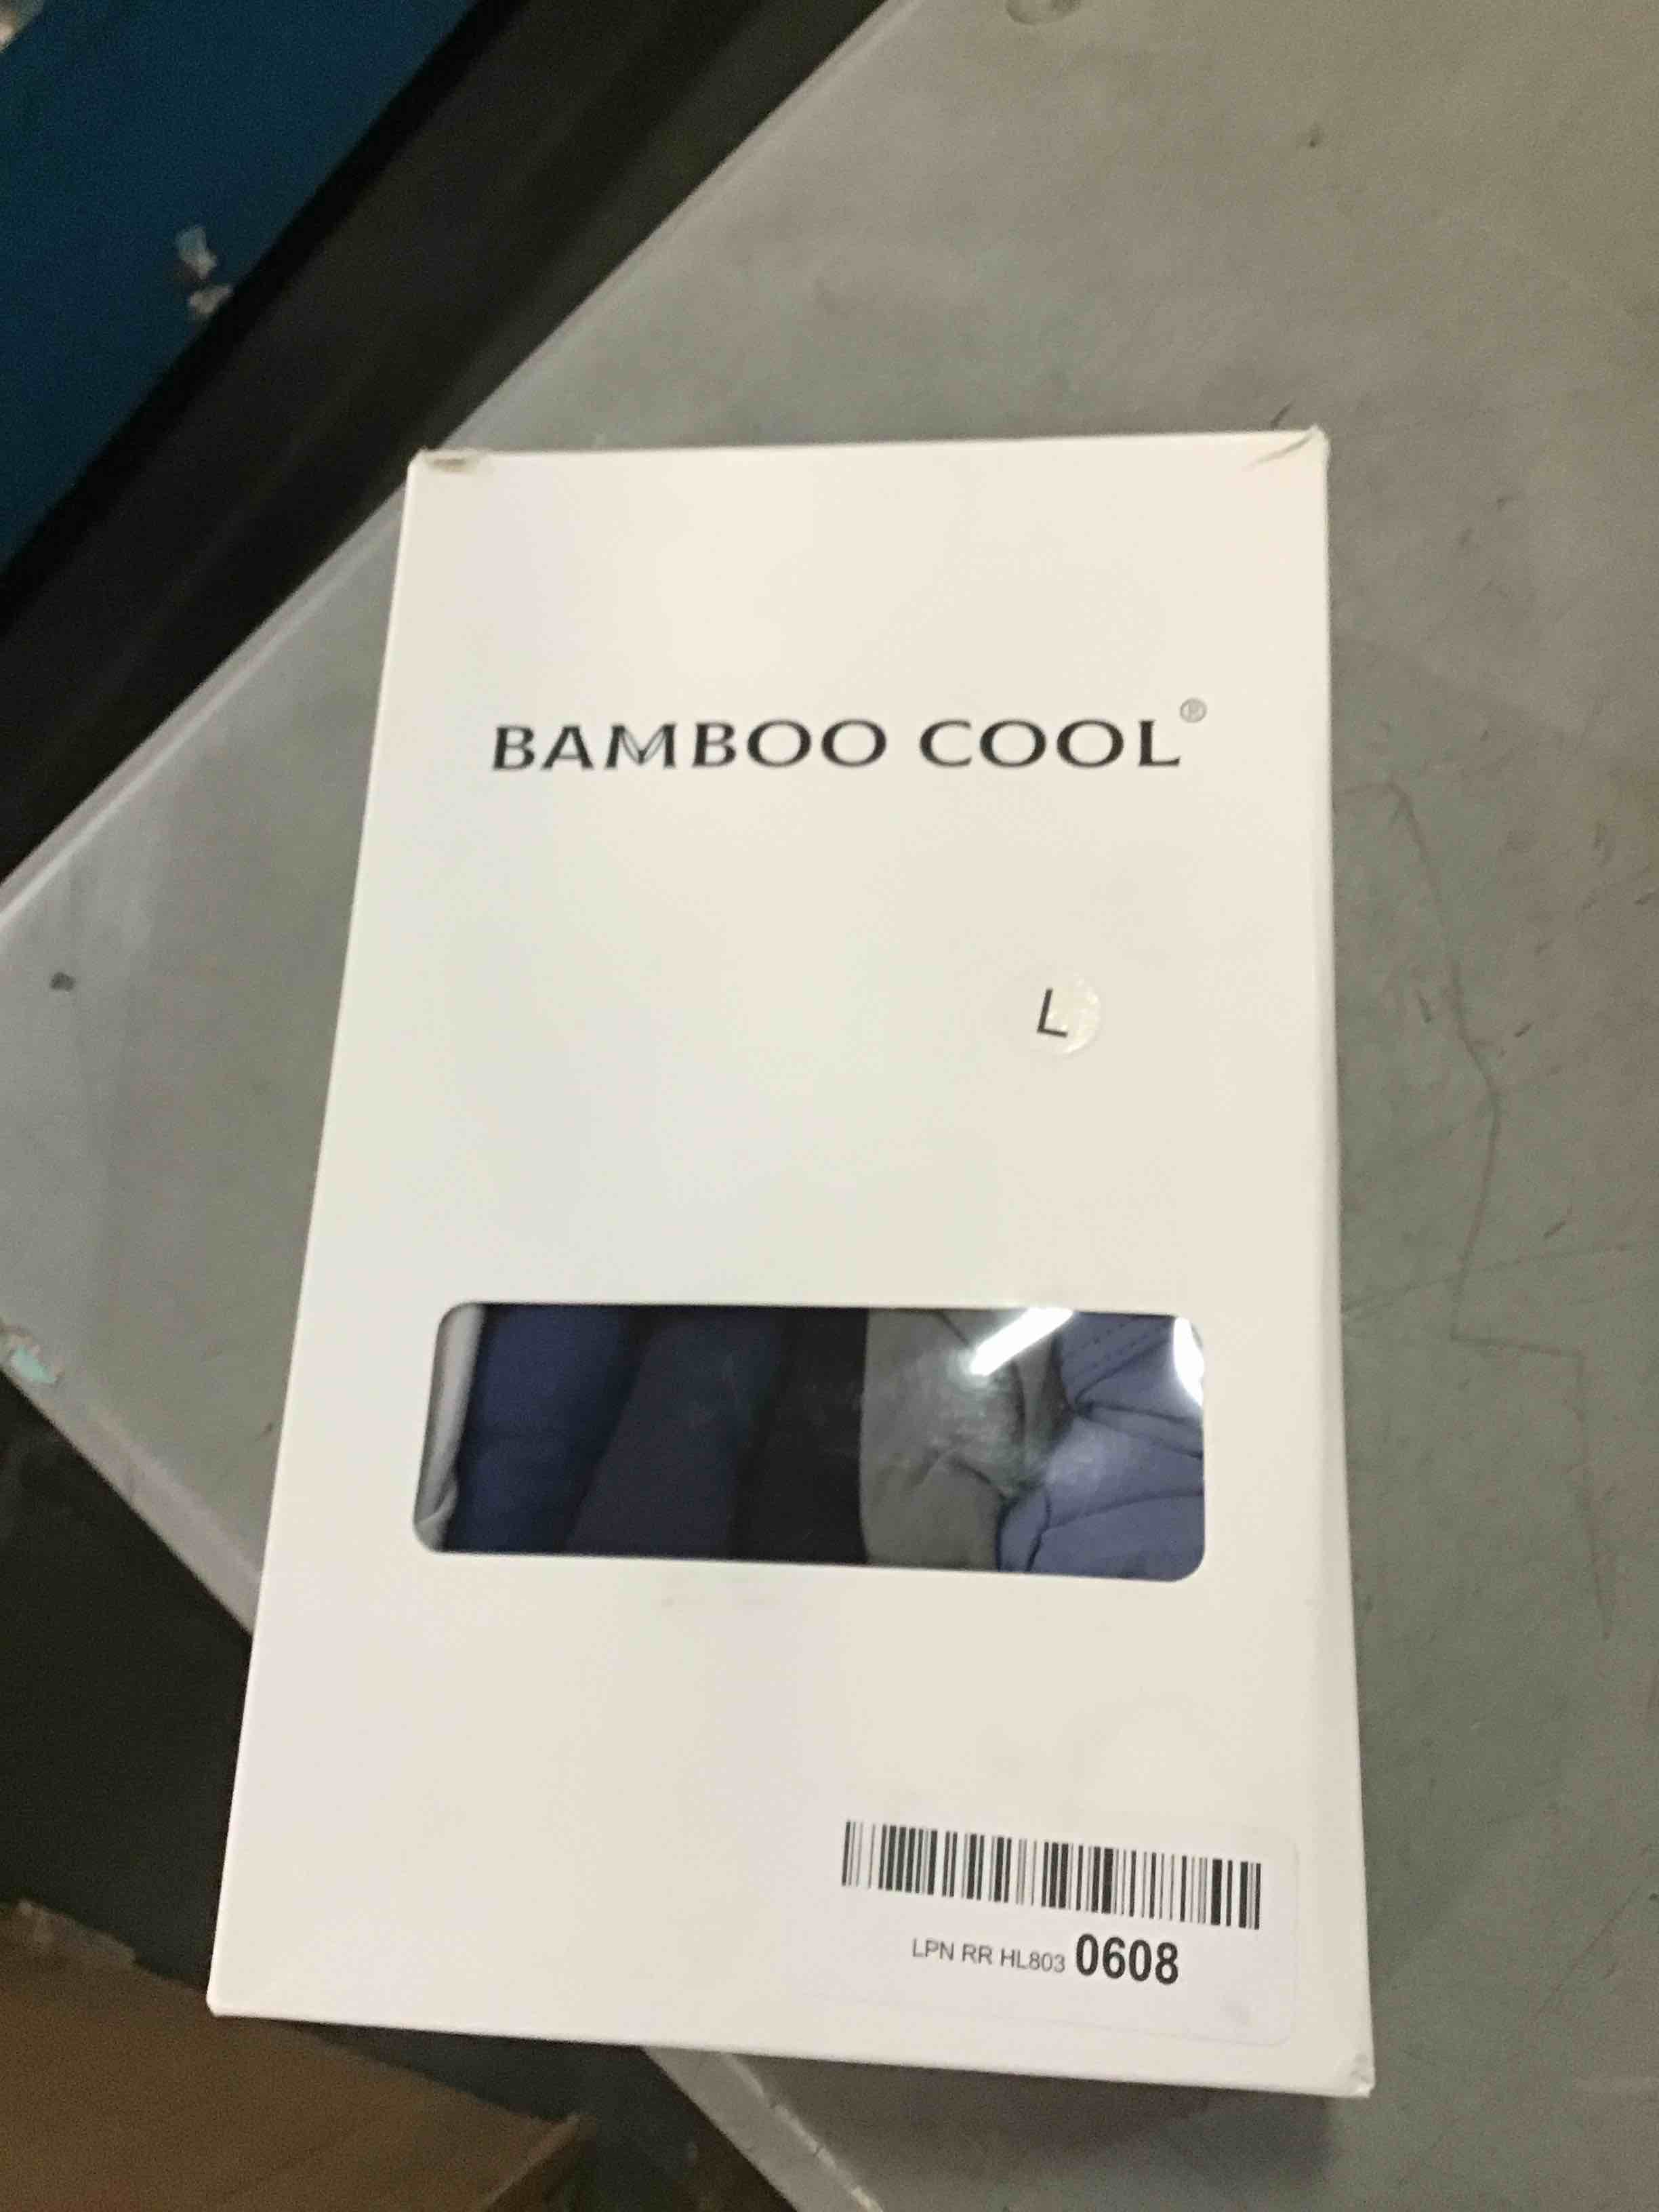 BAMBOO COOL®
L
LPN RR HL803 0608